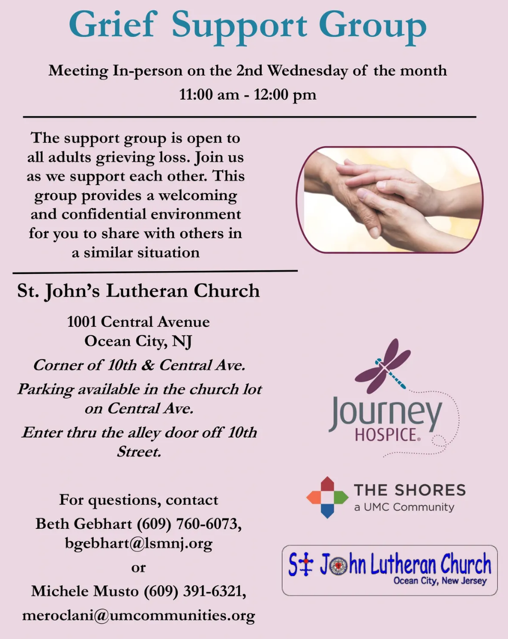 Grief Support Group
Meeting In-person on the 2nd Wednesday of the month
11:00 am - 12:00 pm
The support group is open to
all adults grieving loss. Join us
as we support each other. This
group provides a welcoming
and confidential environment
for you to share with others in
a similar situation
St. John's Lutheran Church
1001 Central Avenue
Ocean City, NJ
Corner of 10th & Central Ave.
Parking available in the church lot
on Central Ave.
Enter thru the alley door off 10th
Street.
For questions, contact
Beth Gebhart (609) 760-6073,
bgebhart@lsmnj.org
or
Michele Musto (609) 391-6321,
meroclani@umcommunities.org
Journey
HOSPICE®
THE SHORES
a UMC Community
St John Lutheran Church
Ocean City, New Jersey